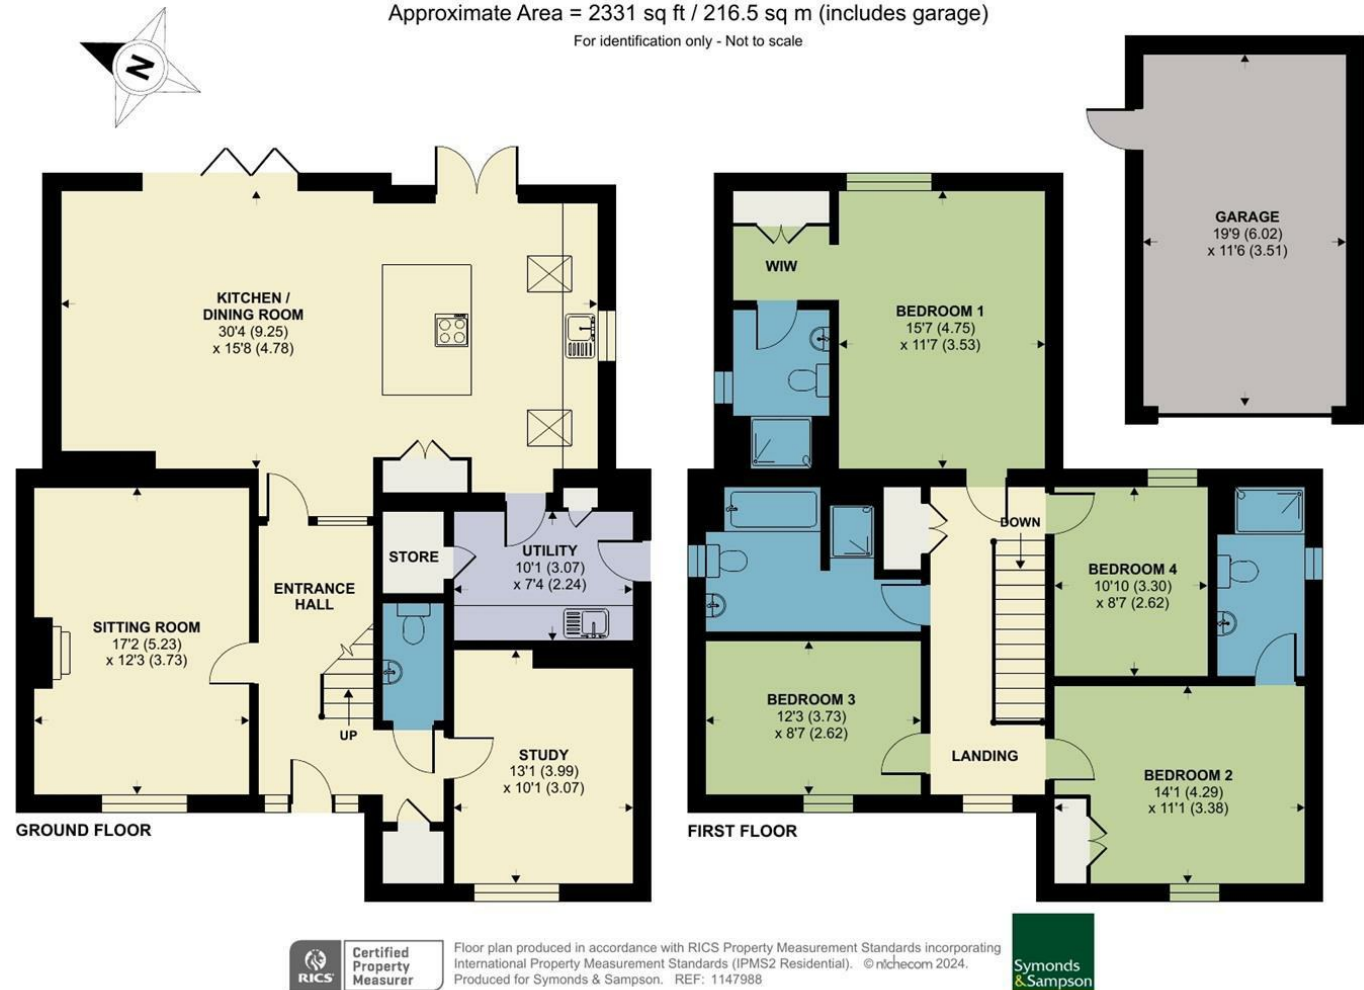 Approximate Area = 2331 sq ft / 216.5 sq m (includes garage)
For identification only - Not to scale
N
KITCHEN /
DINING ROOM
30'4 (9.25)
x 15'8 (4.78)
SITTING ROOM
17'2 (5.23)
x 12'3 (3.73)
ENTRANCE
HALL
UP
STORE
UTILITY
10'1 (3.07)
x 7'4 (2.24)
STUDY
13'1 (3.99)
x 10'1 (3.07)
GROUND FLOOR
WIW
BEDROOM 1
15'7 (4.75)
x 11'7 (3.53)
GARAGE
19'9 (6.02)
x 11'6 (3.51)
DOWN
BEDROOM 4
10'10 (3.30)
x 8'7 (2.62)
BEDROOM 3
12'3 (3.73)
x 8'7 (2.62)
LANDING
BEDROOM 2
14'1 (4.29)
x 11'1 (3.38)
FIRST FLOOR
RICS
Certified
Property
Measurer
Floor plan produced in accordance with RICS Property Measurement Standards incorporating
International Property Measurement Standards (IPMS2 Residential). © nichecom 2024.
Produced for Symonds & Sampson. REF: 1147988
Symonds
&Sampson